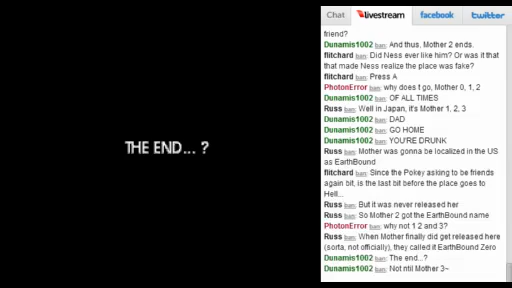 THE END... ?
Chat
livestream
facebook
twitter
friend?
Dunamis1002 ban: And thus, Mother 2 ends.
flitchard ban: Did Ness ever like him? Or was it that
that made Ness realize the place was fake?
flitchard ban: Press A
PhotonError ban: why does t go, Mother 0, 1, 2
Dunamis1002 ban: OF ALL TIMES
Russ ban: Well in Japan, it's Mother 1, 2, 3
Dunamis1002 ban: DAD
Dunamis1002 ban: GO HOME
Dunamis1002 ban: YOU'RE DRUNK
Russ ban: Mother was gonna be localized in the US
as EarthBound
flitchard ban: Since the Pokey asking to be friends
again bit, is the last bit before the place goes to
Hell...
Russ ban: But it was never released her
Russ ban: So Mother 2 got the EarthBound name
PhotonError ban: why not 1 2 and 3?
Russ ban: When Mother finally did get released here
(sorta, not officially), they called it EarthBound Zero
Dunamis1002 ban: The end...?
Dunamis1002 ban: Not ntil Mother 3~